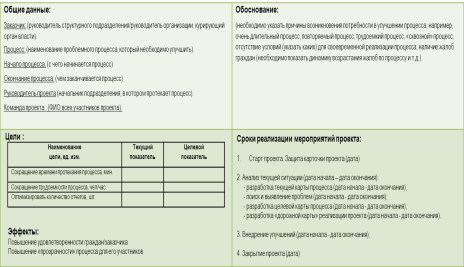 Общие данные:
Заказчик: (руководитель структурного подразделения/руководитель организации, курирующий
орган власти).
Процесс: (наименование проблемного процесса, который необходимо улучшить).
Начало процесса: (с чего начинается процесс)
Окончание процесса: (чем заканчивается процесс)
Руководитель проекта (начальник подразделения, в котором протекает процесс).
Команда проекта: (ФИО всех участников проекта).
Обоснование:
(необходимо указать причины возникновения потребности в улучшении процесса, например,
очень длительный процесс, повторяемый процесс, трудоемкий процесс, «сквозной» процесс,
отсутствие условий (указать каких) для своевременной реализации процесса, наличие жалоб
граждан (необходимо показать динамику возрастания жалоб по процессу и т.д.).
Цели :
Наименование
цели, ед. изм.
Текущий
показатель
Целевой
показатель
Сокращение времени протекания процесса, мин.
Сокращение трудоемкости процесса, чел/час.
Оптимизировать количество отчетов, шт.
Эффекты:
Повышение удовлетворенности граждан/заказчика
Повышение «прозрачности» процесса для его участников
Сроки реализации мероприятий проекта:
1. Старт проекта. Защита карточки проекта (дата)
2. Анализ текущей ситуации (дата начала – дата окончания):
- разработка текущей карты процесса (дата начала - дата окончания);
- поиск и выявление проблем (дата начала - дата окончания);
- разработка целевой карты процесса (дата начала - дата окончания);
- разработка «дорожной карты» реализации проекта (дата начала - дата окончания)
3. Внедрение улучшений (дата начала - дата окончания);
4. Закрытие проекта (дата)